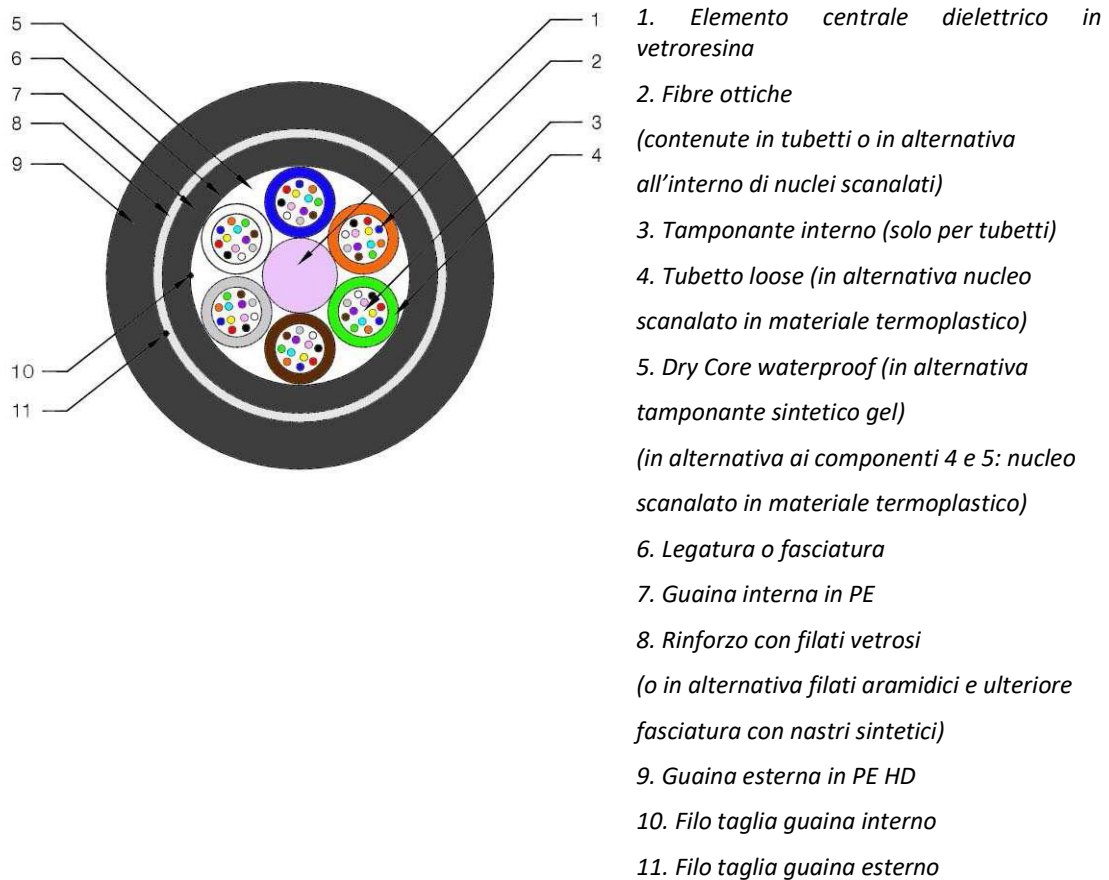 5
6
7
8
9
10
11
1
2
3
4
1. Elemento centrale dielettrico in
vetroresina
2. Fibre ottiche
(contenute in tubetti o in alternativa
all’interno di nuclei scanalati)
3. Tamponante interno (solo per tubetti)
4. Tubetto loose (in alternativa nucleo
scanalato in materiale termoplastico)
5. Dry Core waterproof (in alternativa
tamponante sintetico gel)
(in alternativa ai componenti 4 e 5: nucleo
scanalato in materiale termoplastico)
6. Legatura o fasciatura
7. Guaina interna in PE
8. Rinforzo con filati vetrosi
(o in alternativa filati aramidici e ulteriore
fasciatura con nastri sintetici)
9. Guaina esterna in PE HD
10. Filo taglia guaina interno
11. Filo taglia guaina esterno